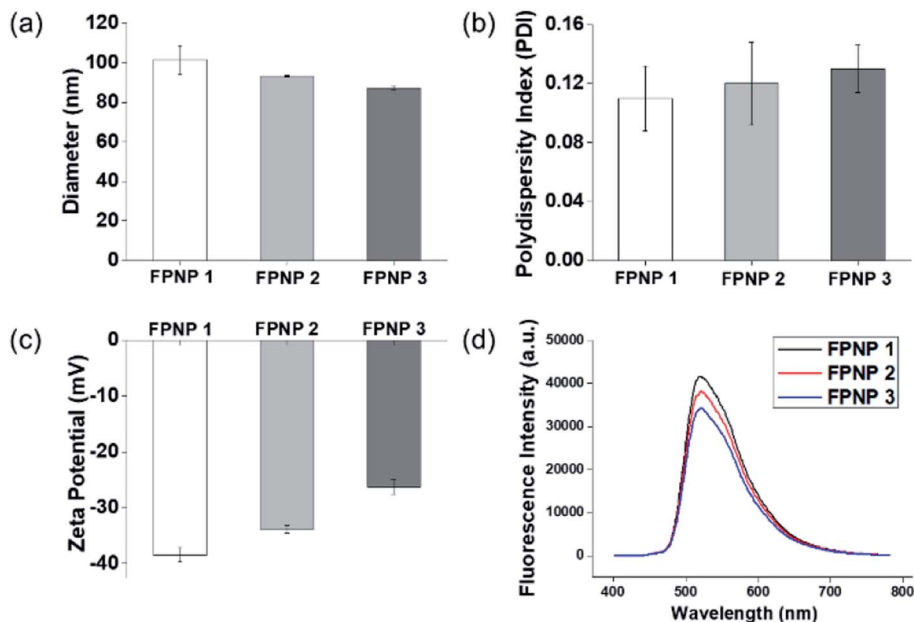 (a)
Diameter (nm)
120
100
80
60
40
20
0
FPNP 1 FPNP 2 FPNP 3
(b)
Polydispersity Index (PDI)
0.16
0.12
0.08
0.04
0.00
FPNP 1 FPNP 2 FPNP 3
(c)
Zeta Potential (mV)
FPNP 1 FPNP 2 FPNP 3
0
-10
-20
-30
-40
(d)
Fluorescence Intensity (a.u.)
50000
40000
30000
20000
10000
0
FPNP 1
FPNP 2
FPNP 3
400 500 600 700 800
Wavelength (nm)